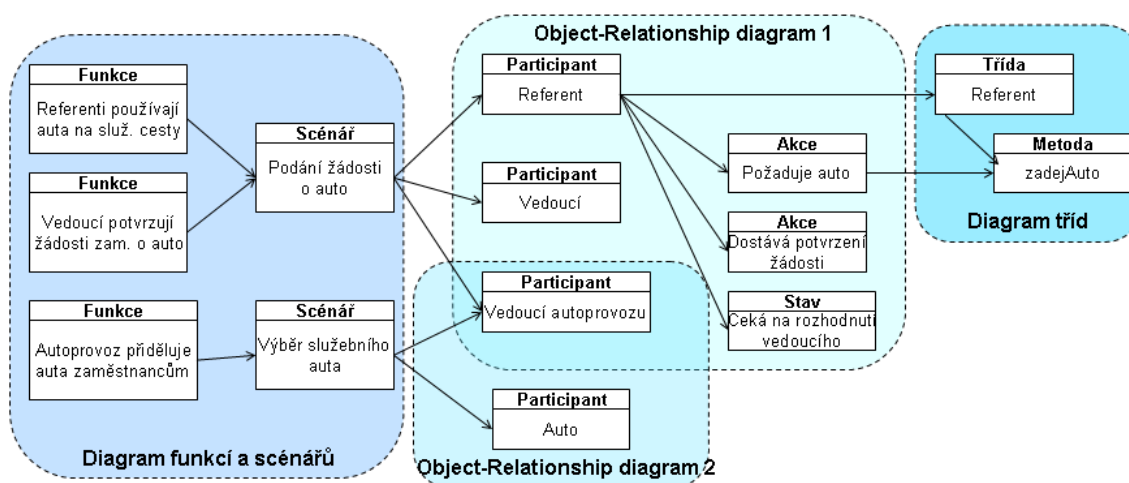 Funkce
Referenti používají
auta na služ. cesty
Funkce
Vedoucí potvrzují
žádosti zam. o auto
Funkce
Autoprovoz přiděluje
auta zaměstnancům
Scénář
Podání žádosti
o auto
Scénář
Výběr služebního
auta
Diagram funkcí a scénářů
Object-Relationship diagram 1
Participant
Referent
Participant
Vedoucí
Participant
Vedoucí autoprovozu
Akce
Požaduje auto
Akce
Dostává potvrzení
žádosti
Stav
Ceká na rozhodnutí
vedoucího
Participant
Auto
Object-Relationship diagram 2
Třída
Referent
Metoda
zadejAuto
Diagram tříd